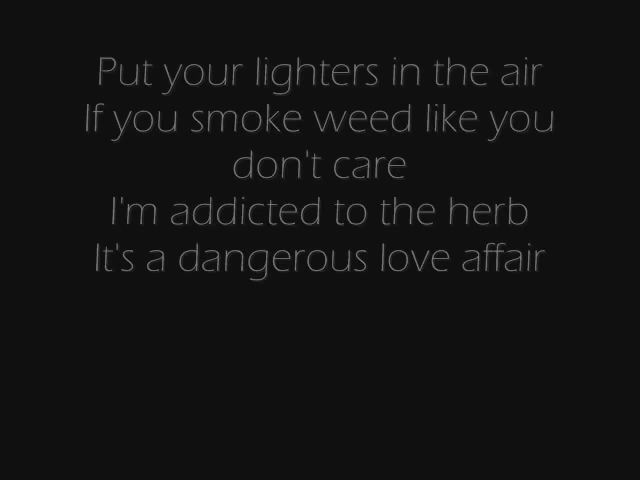 Put your lighters in the air
If you smoke weed like you
don't care
I'm addicted to the herb
It's a dangerous love affair